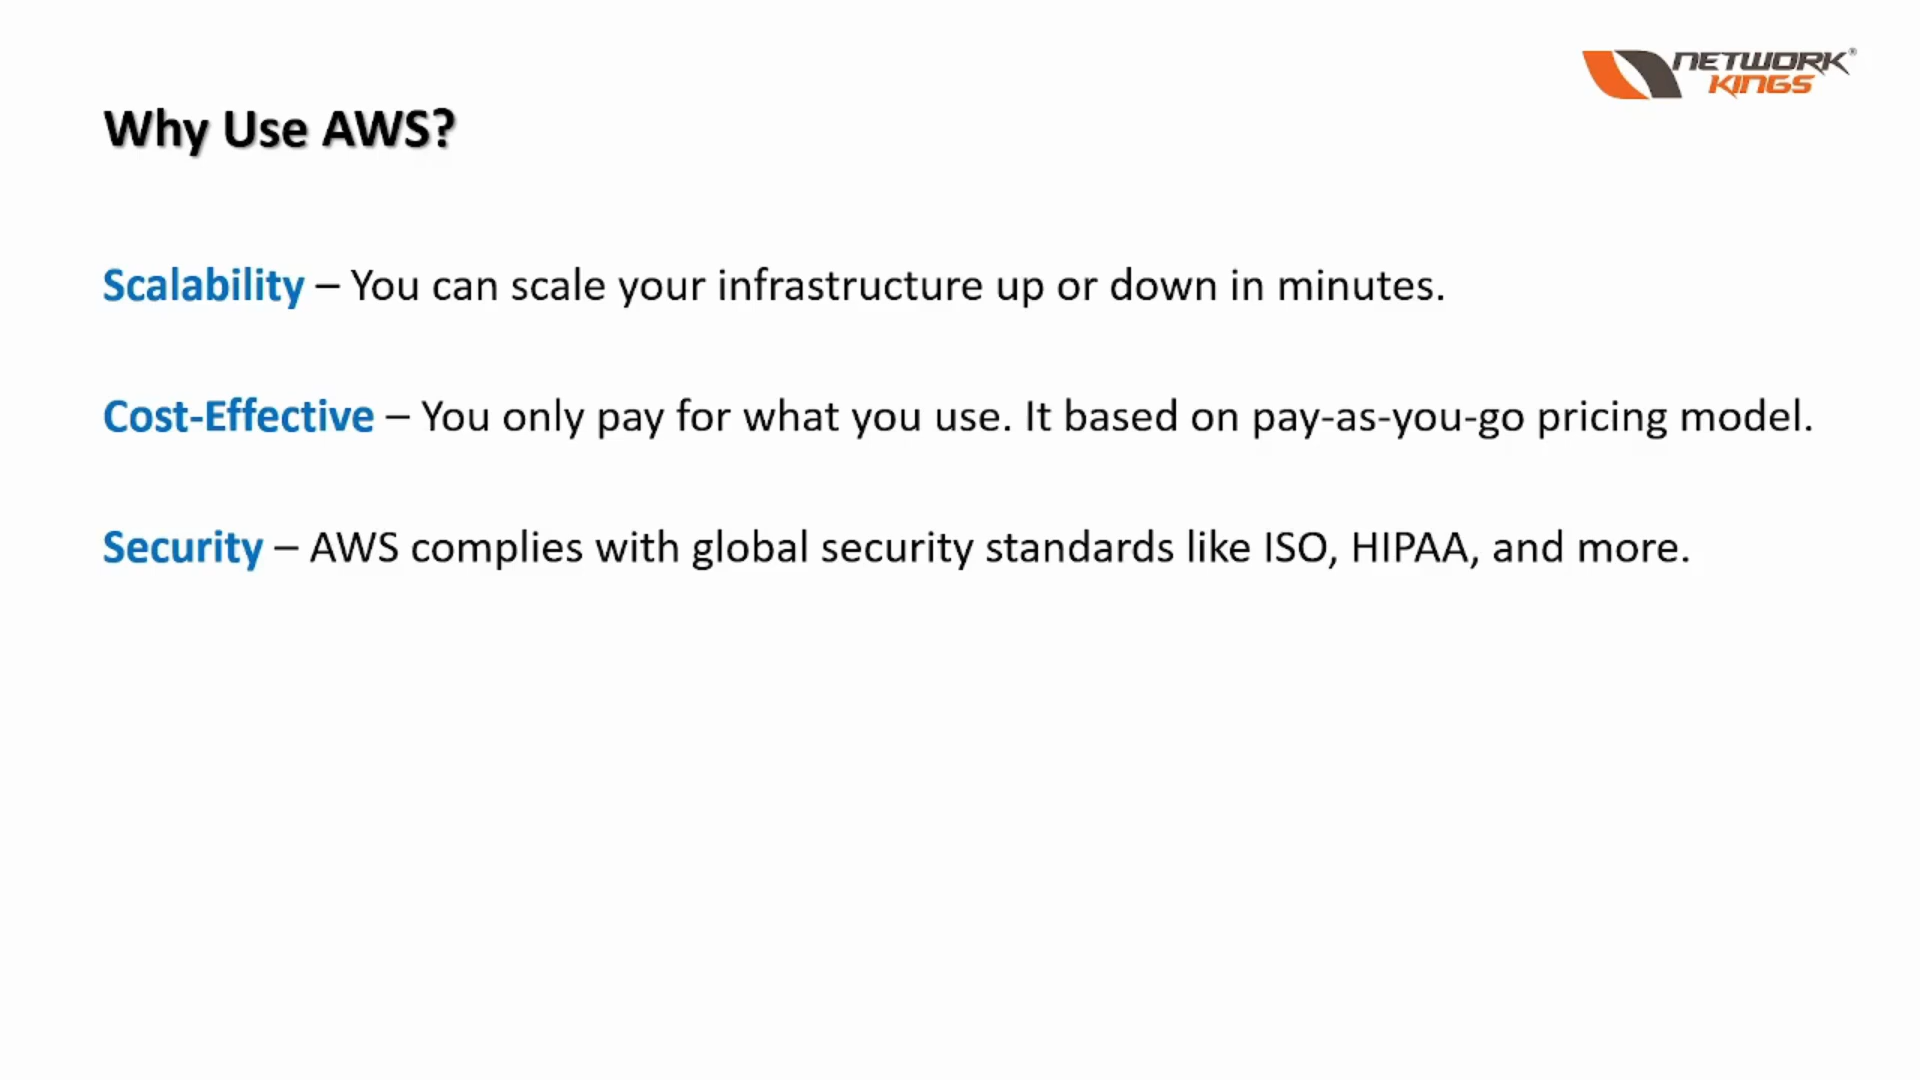 NETWORK
KINGS®
Why Use AWS?
Scalability – You can scale your infrastructure up or down in minutes.
Cost-Effective – You only pay for what you use. It based on pay-as-you-go pricing model.
Security – AWS complies with global security standards like ISO, HIPAA, and more.